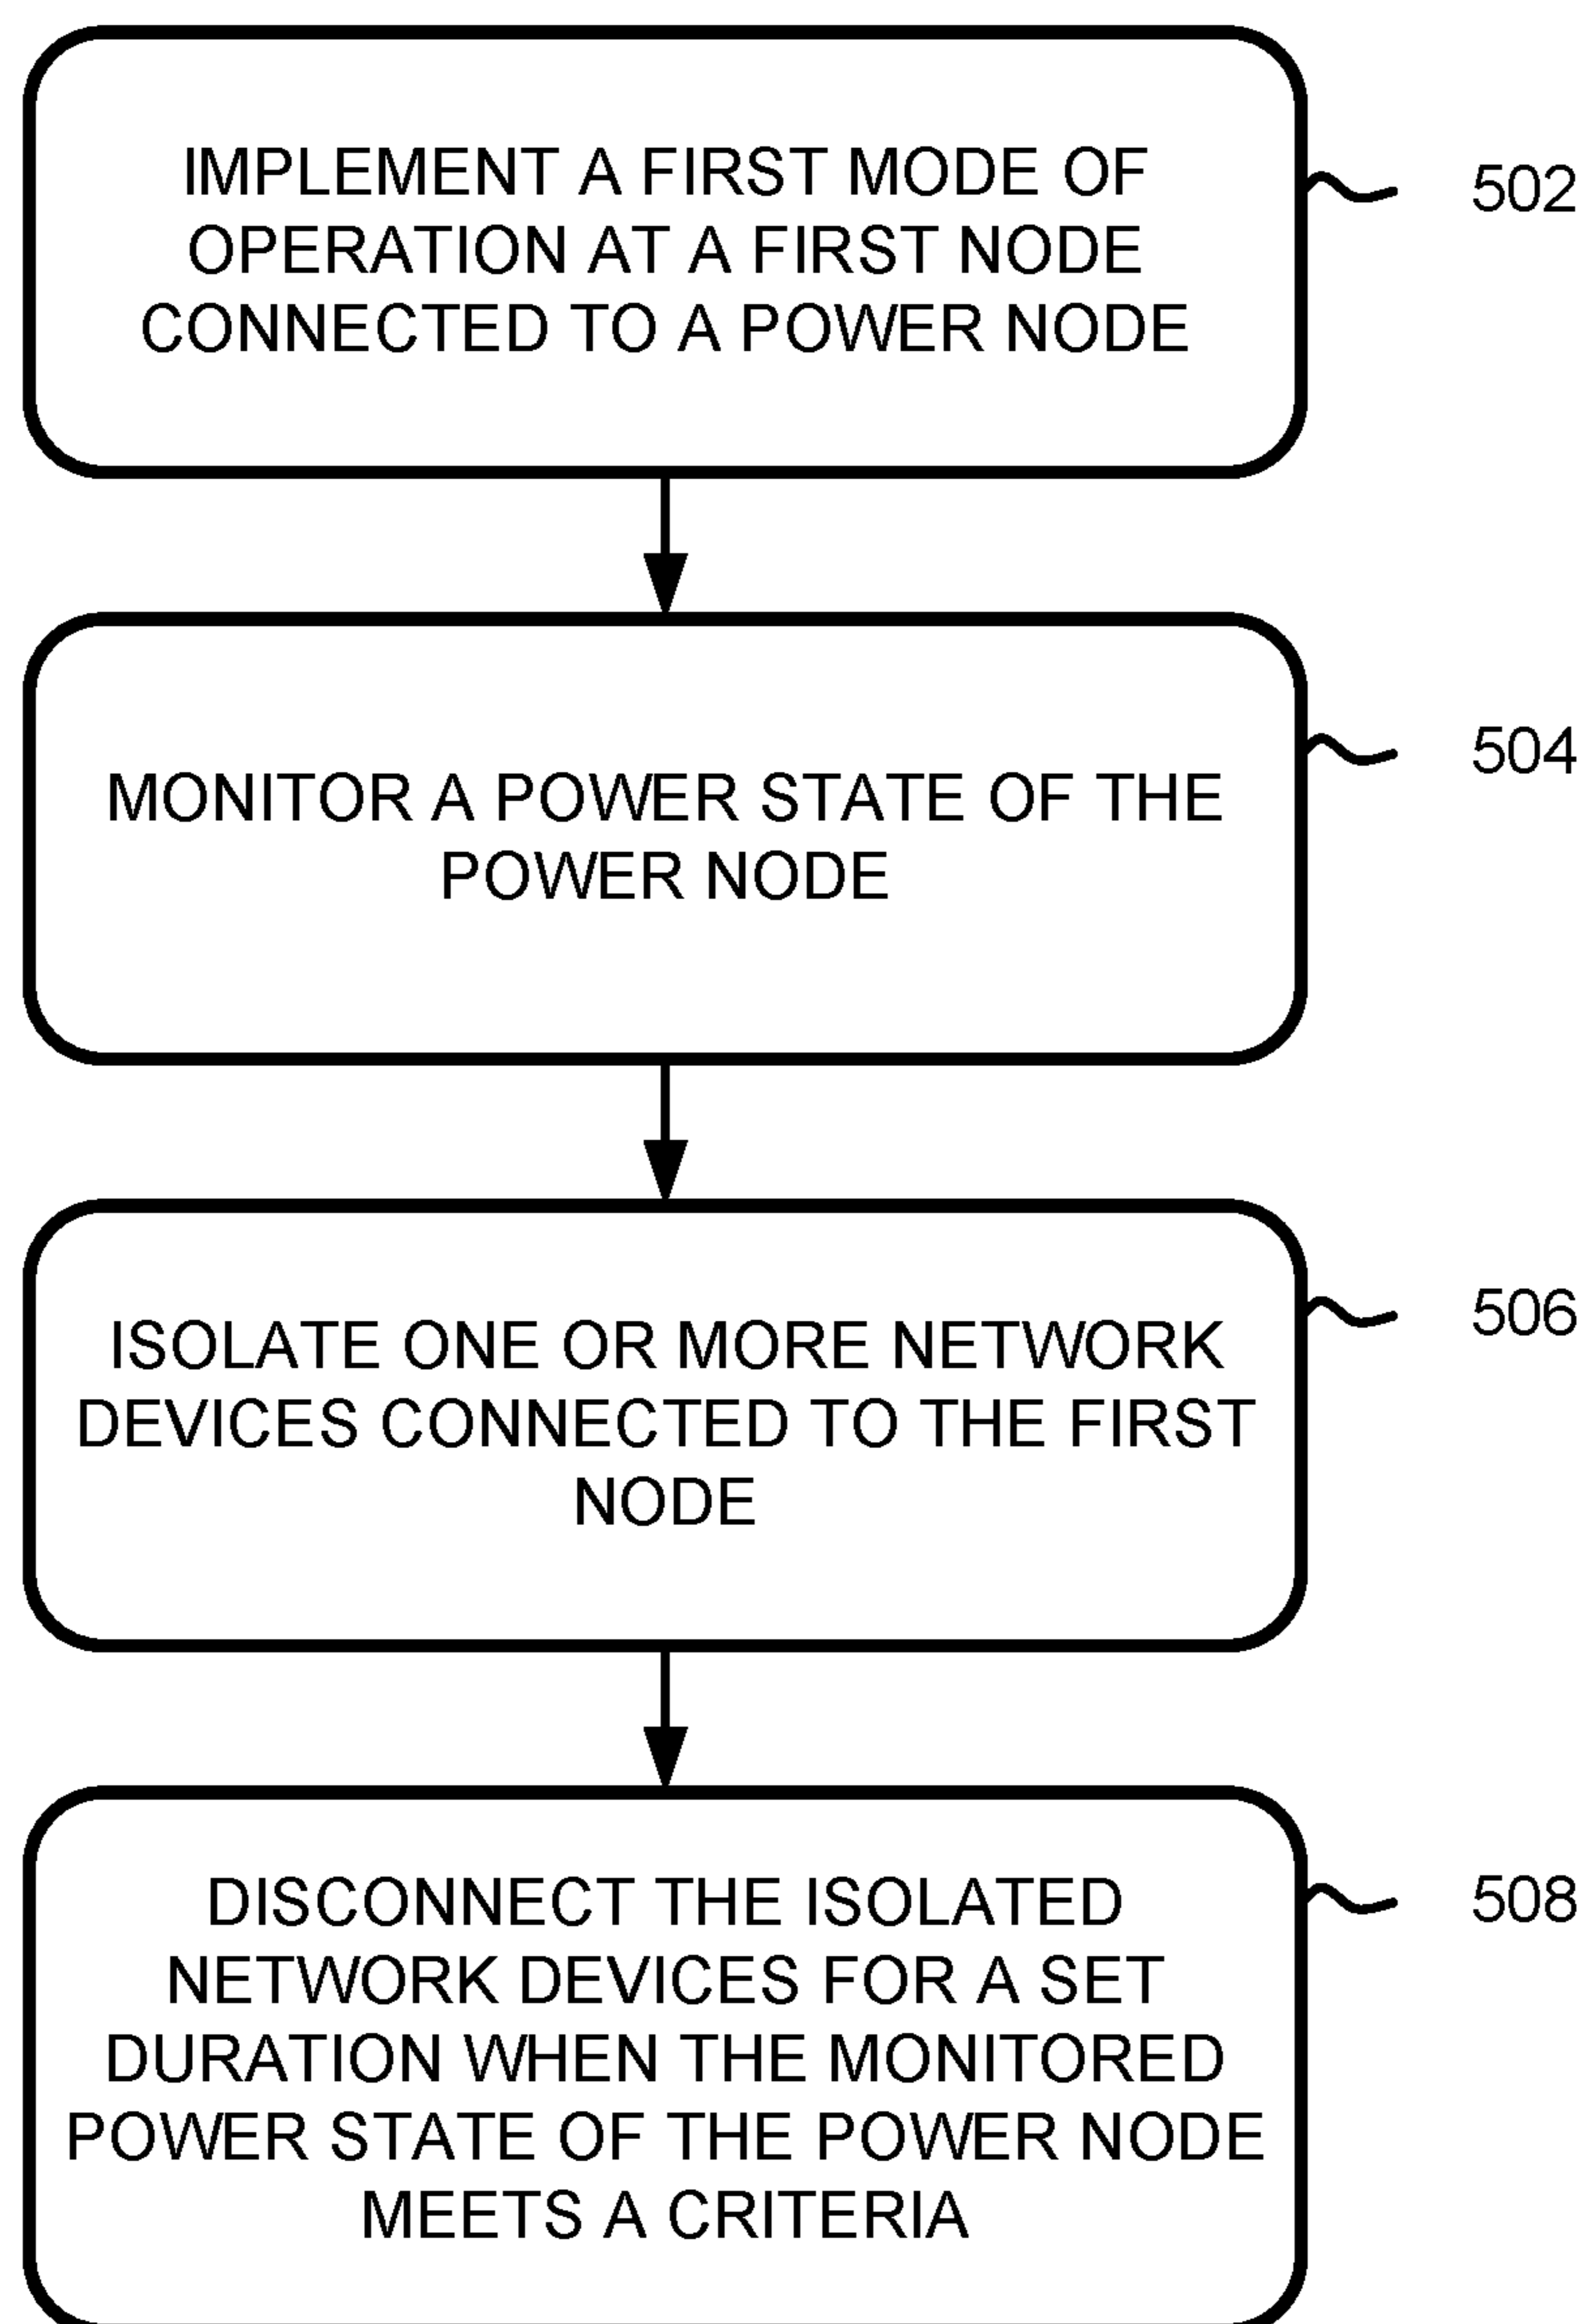 IMPLEMENT A FIRST MODE OF
OPERATION AT A FIRST NODE
CONNECTED TO A POWER NODE
502
MONITOR A POWER STATE OF THE
POWER NODE
504
ISOLATE ONE OR MORE NETWORK
DEVICES CONNECTED TO THE FIRST
NODE
506
DISCONNECT THE ISOLATED
NETWORK DEVICES FOR A SET
DURATION WHEN THE MONITORED
POWER STATE OF THE POWER NODE
MEETS A CRITERIA
508